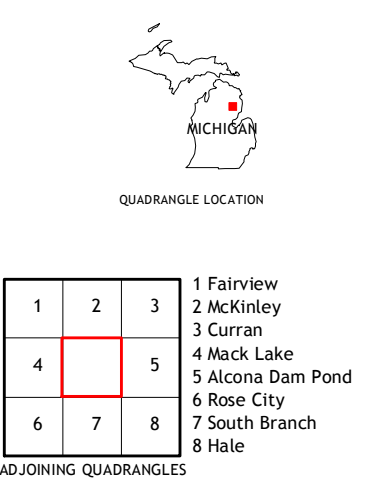 MICHIGAN
QUADRANGLE LOCATION
1 2 3
4 5
6 7 8
ADJOINING QUADRANGLES
1 Fairview
2 McKinley
3 Curran
4 Mack Lake
5 Alcona Dam Pond
6 Rose City
7 South Branch
8 Hale